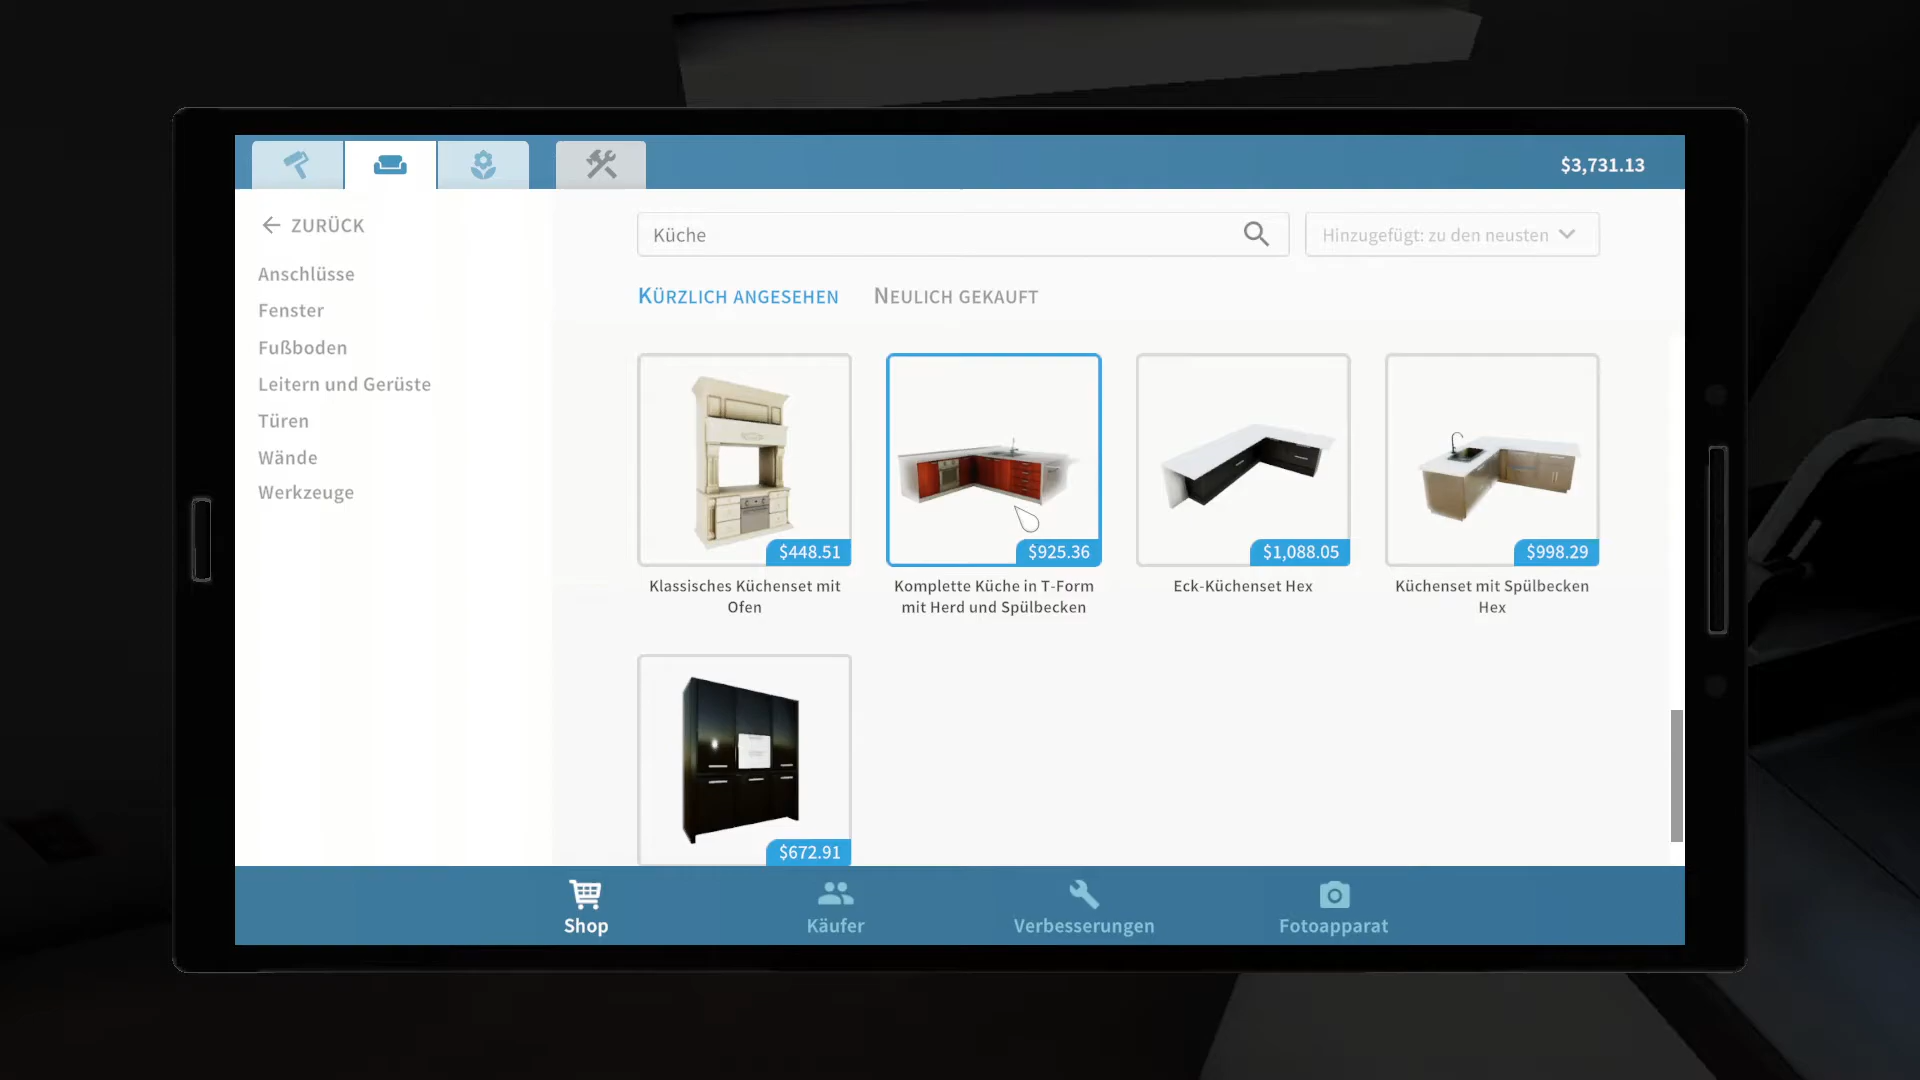 $3,731.13
ZURÜCK
Anschlüsse
Fenster
Fußboden
Leitern und Gerüste
Türen
Wände
Werkzeuge
Küche
Hinzugefügt: zu den neusten
KÜRZLICH ANGESEHEN
NEULICH GEKAUFT
$448.51
Klassisches Küchenset mit
Ofen
$925.36
Komplette Küche in T-Form
mit Herd und Spülbecken
$1,088.05
Eck-Küchenset Hex
$998.29
Küchenset mit Spülbecken
Hex
$672.91
Shop
Käufer
Verbesserungen
Fotoapparat